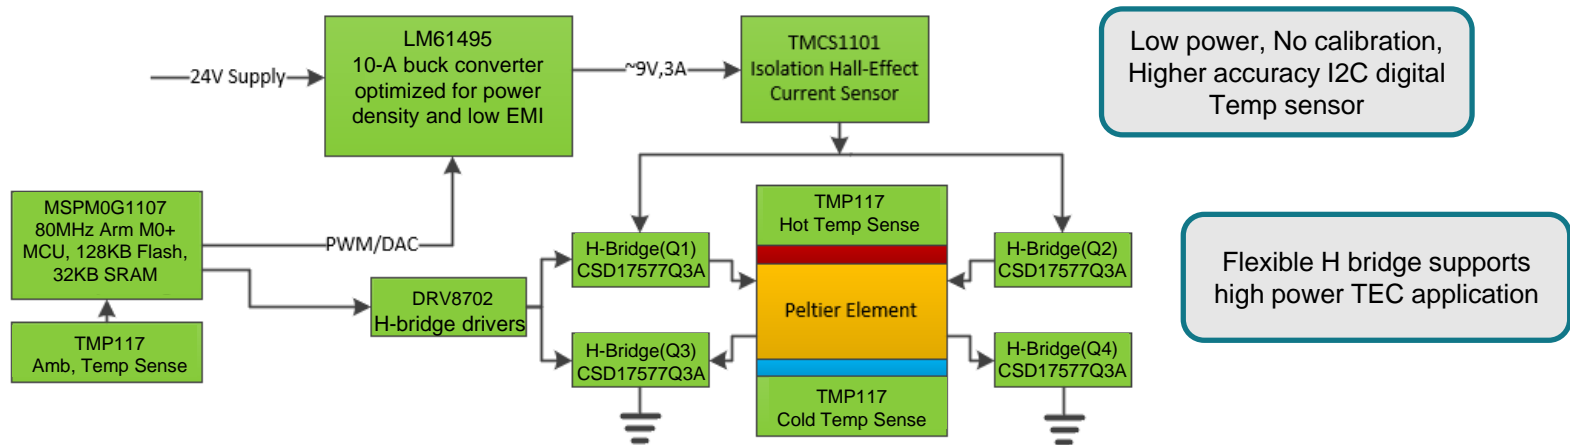 LM61495
10-A buck converter
optimized for power
density and low EMI
24V Supply
~9V,3A
TMCS1101
Isolation Hall-Effect
Current Sensor
Low power, No calibration,
Higher accuracy I2C digital
Temp sensor
MSPM0G1107
80MHz Arm M0+
MCU, 128KB Flash,
32KB SRAM
PWM/DAC
TMP117
Amb, Temp Sense
DRV8702
H-bridge drivers
H-Bridge(Q1)
CSD17577Q3A
H-Bridge(Q3)
CSD17577Q3A
TMP117
Hot Temp Sense
Peltier Element
TMP117
Cold Temp Sense
H-Bridge(Q2)
CSD17577Q3A
H-Bridge(Q4)
CSD17577Q3A
Flexible H bridge supports
high power TEC application